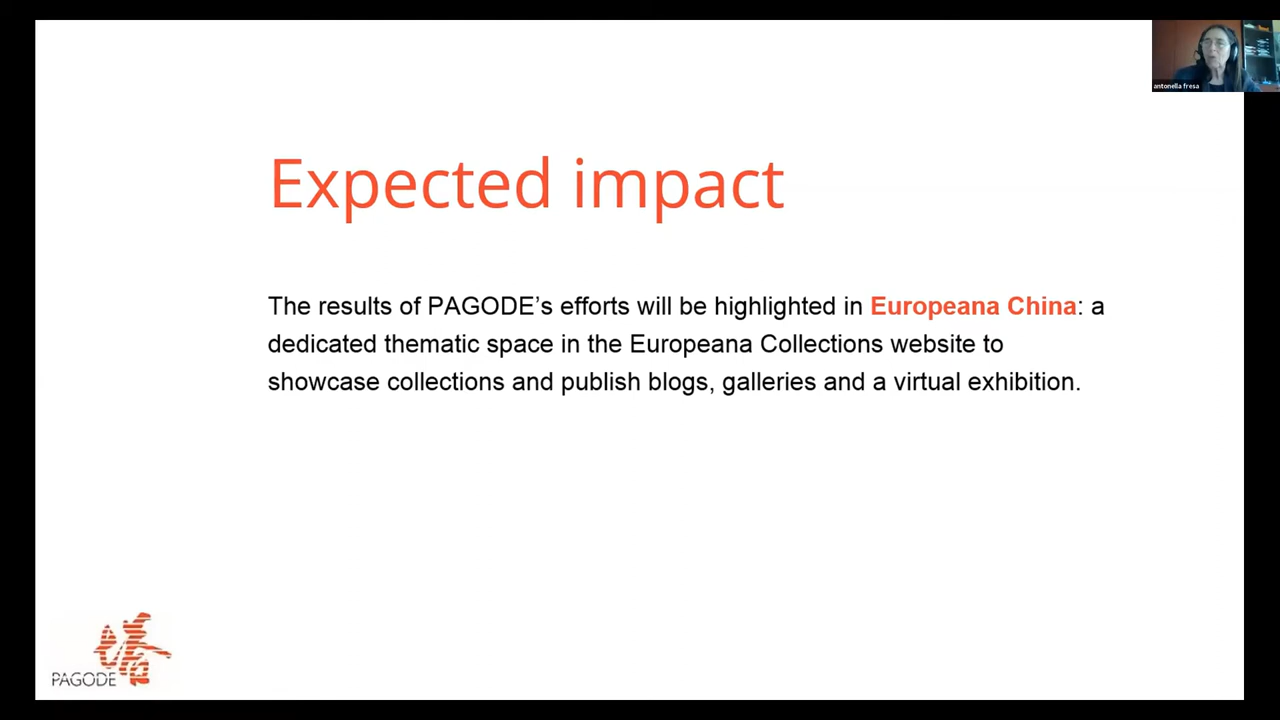 antonella fresa
Expected impact
The results of PAGODE’s efforts will be highlighted in Europeana China: a
dedicated thematic space in the Europeana Collections website to
showcase collections and publish blogs, galleries and a virtual exhibition.
PAGODE